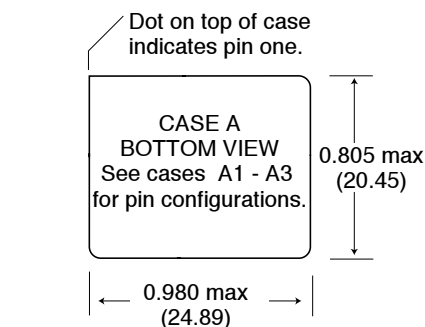 Dot on top of case
indicates pin one.
CASE A
BOTTOM VIEW
See cases A1 - A3
for pin configurations.
0.805 max
(20.45)
0.980 max
(24.89)